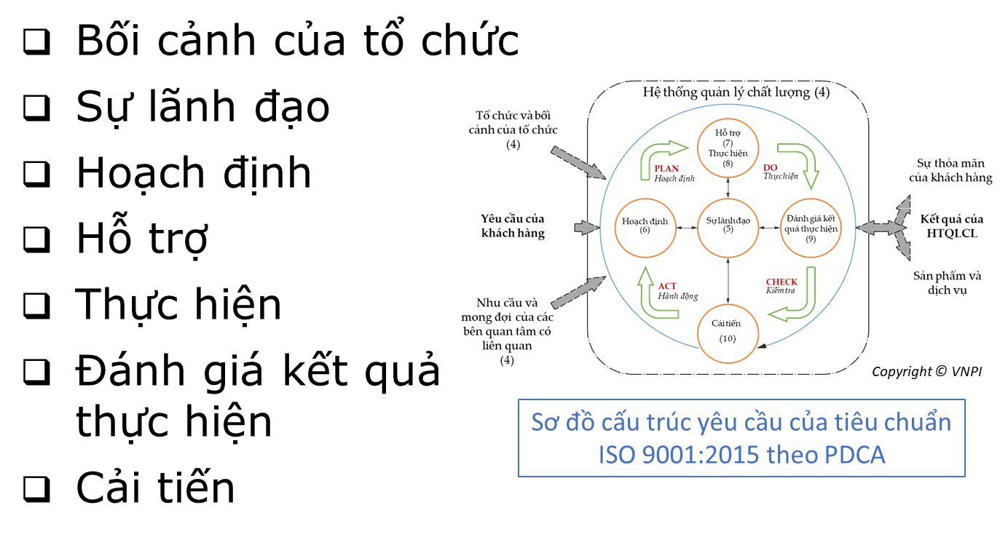 Bối cảnh của tổ chức
Sự lãnh đạo
Hoạch định
Hỗ trợ
Thực hiện
Đánh giá kết quả
thực hiện
Cải tiến
Hệ thống quản lý chất lượng (4)
Tổ chức và bối
cảnh của tổ chức
(4)
Yêu cầu của
khách hàng
Nhu cầu và
mong đợi của các
bên quan tâm có
liên quan
(4)
Hỗ trợ
(7)
Thực hiện
(8)
PLAN
Hoạch định
DO
Thực hiện
Hoạch định
(6)
Sự lãnh đạo
(5)
Đánh giá kết
quả thực hiện
(9)
ACT
Hành động
CHECK
Kiểm tra
Cải tiến
(10)
Sự thỏa mãn
của khách hàng
Kết quả của
HTQLCL
Sản phẩm và
dịch vụ
Copyright © VNPI
Sơ đồ cấu trúc yêu cầu của tiêu chuẩn
ISO 9001:2015 theo PDCA